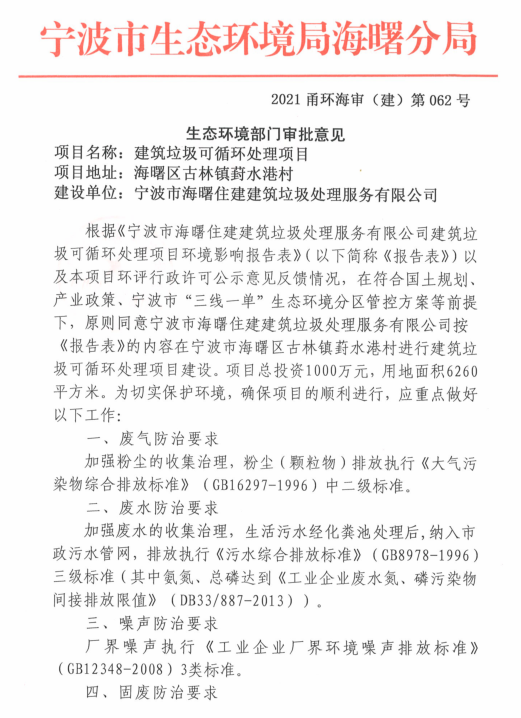 宁波市生态环境局海曙分局
2021甬环海审（建）第062号
生态环境部门审批意见
项目名称：建筑垃圾可循环处理项目
项目地址：海曙区古林镇葑水港村
建设单位：宁波市海曙住建建筑垃圾处理服务有限公司
根据《宁波市海曙住建建筑垃圾处理服务有限公司建筑垃
圾可循环处理项目环境影响报告表》（以下简称《报告表》）以
及本项目环评行政许可公示意见反馈情况，在符合国土规划、
产业政策、宁波市“三线一单”生态环境分区管控方案等前提
下，原则同意宁波市海曙住建建筑垃圾处理服务有限公司按
《报告表》的内容在宁波市海曙区古林镇葑水港村进行建筑垃
圾可循环处理项目建设。项目总投资1000万元，用地面积6260
平方米。为切实保护环境，确保项目的顺利进行，应重点做好
以下工作：
一、废气防治要求
加强粉尘的收集治理，粉尘（颗粒物）排放执行《大气污
染物综合排放标准》（GB16297-1996）中二级标准。
二、废水防治要求
加强废水的收集治理，生活污水经化粪池处理后，纳入市
政污水管网，排放执行《污水综合排放标准》（GB8978-1996）
三级标准（其中氨氮、总磷达到《工业企业废水氮、磷污染物
间接排放限值》（DB33/887-2013））。
三、噪声防治要求
厂界噪声执行《工业企业厂界环境噪声排放标准》
（GB12348-2008）3类标准。
四、固废防治要求